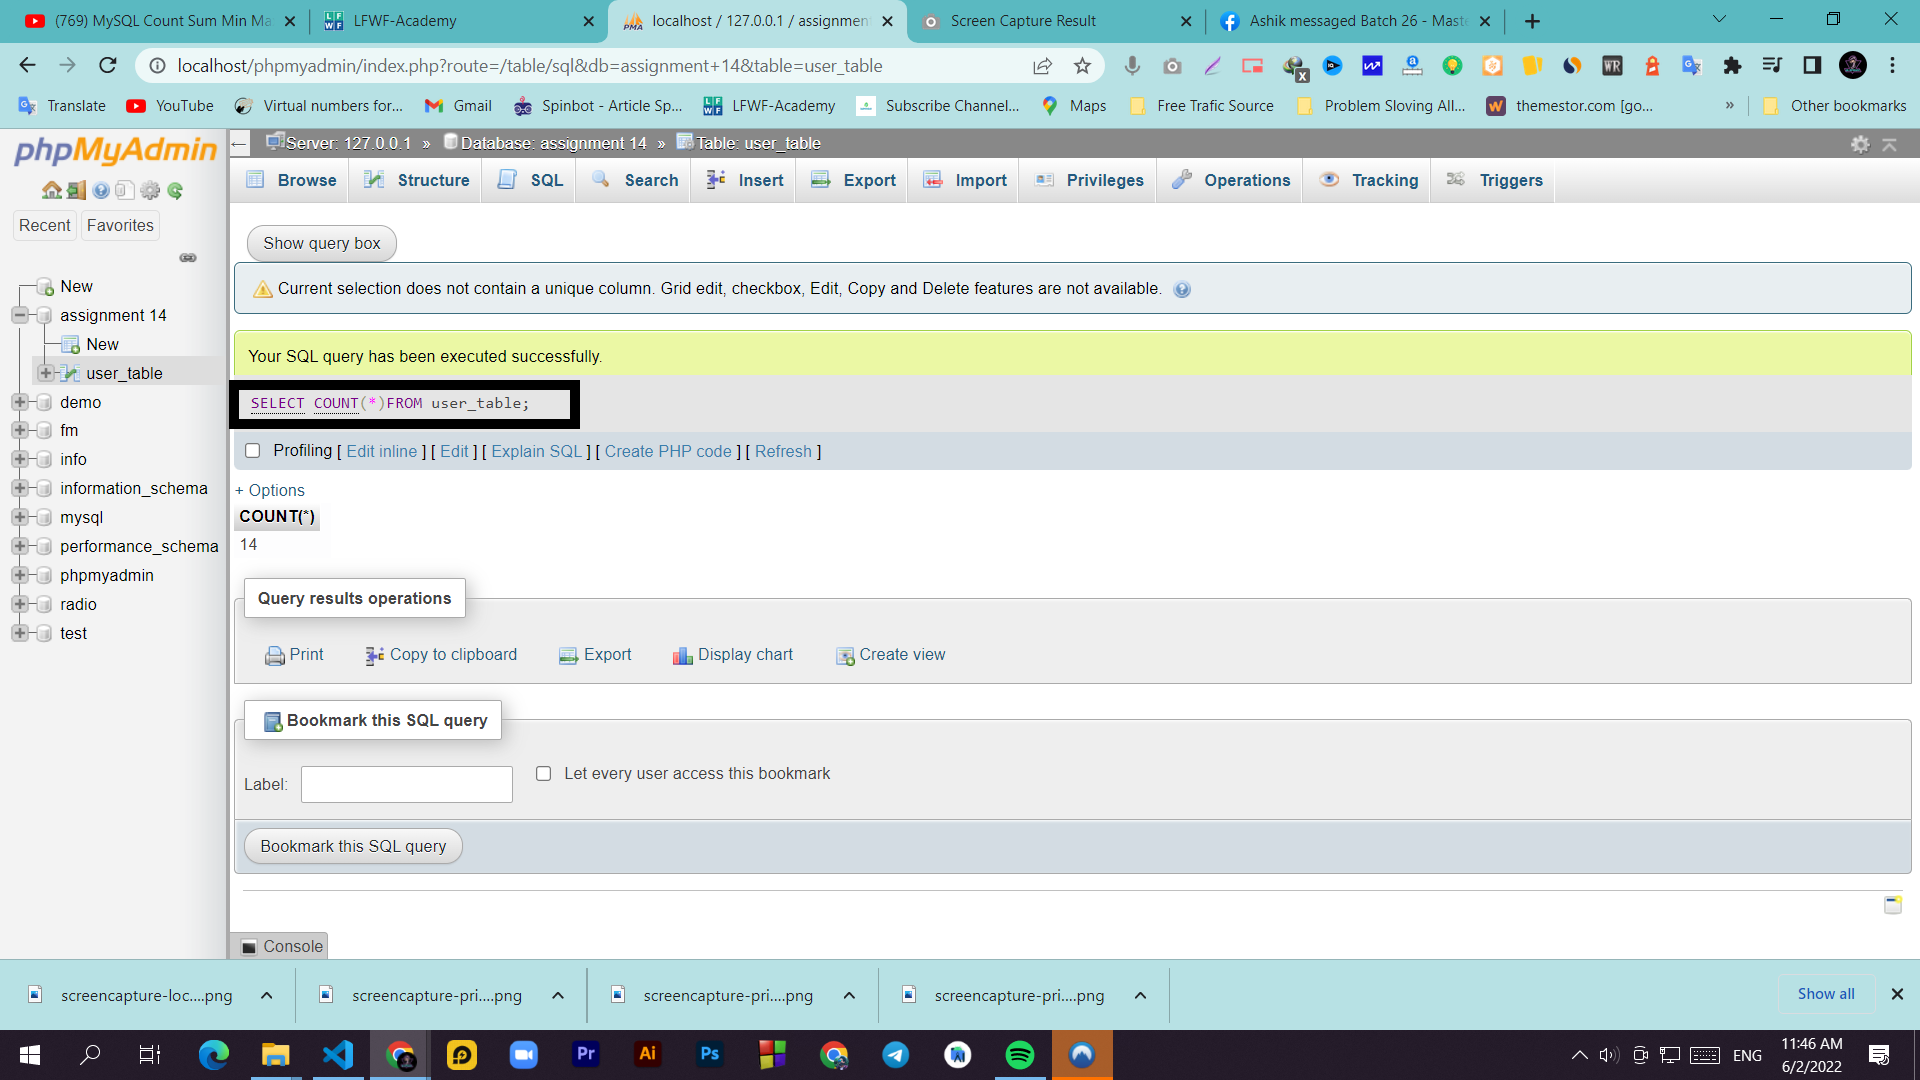 (769) MySQL Count Sum Min Ma
LFWF-Academy
localhost / 127.0.0.1 / assignment
Screen Capture Result
Ashik messaged Batch 26 - Maste
localhost/phpmyadmin/index.php?route=/table/sql&db=assignment+14&table=user_table
Translate
YouTube
Virtual numbers for...
Gmail
Spinbot - Article Sp...
LFWF-Academy
Subscribe Channel...
Maps
Free Trafic Source
Problem Sloving All...
themestor.com [go...
»
Other bookmarks
phpMyAdmin
Recent
Favorites
New
assignment 14
New
user_table
demo
fm
info
information_schema
mysql
performance_schema
phpmyadmin
radio
test
Server: 127.0.0.1 » Database: assignment 14 » Table: user_table
Browse
Structure
SQL
Search
Insert
Export
Import
Privileges
Operations
Tracking
Triggers
Show query box
Current selection does not contain a unique column. Grid edit, checkbox, Edit, Copy and Delete features are not available.
Your SQL query has been executed successfully.
SELECT COUNT(*)FROM user_table;
Profiling [ Edit inline ] [ Edit ] [ Explain SQL ] [ Create PHP code ] [ Refresh ]
+ Options
COUNT(*)
14
Query results operations
Print
Copy to clipboard
Export
Display chart
Create view
Bookmark this SQL query
Label:
Let every user access this bookmark
Bookmark this SQL query
Console
screencapture-loc....png
screencapture-pri....png
screencapture-pri....png
screencapture-pri....png
Show all
Pr
Ai
Ps
ENG
11:46 AM
6/2/2022